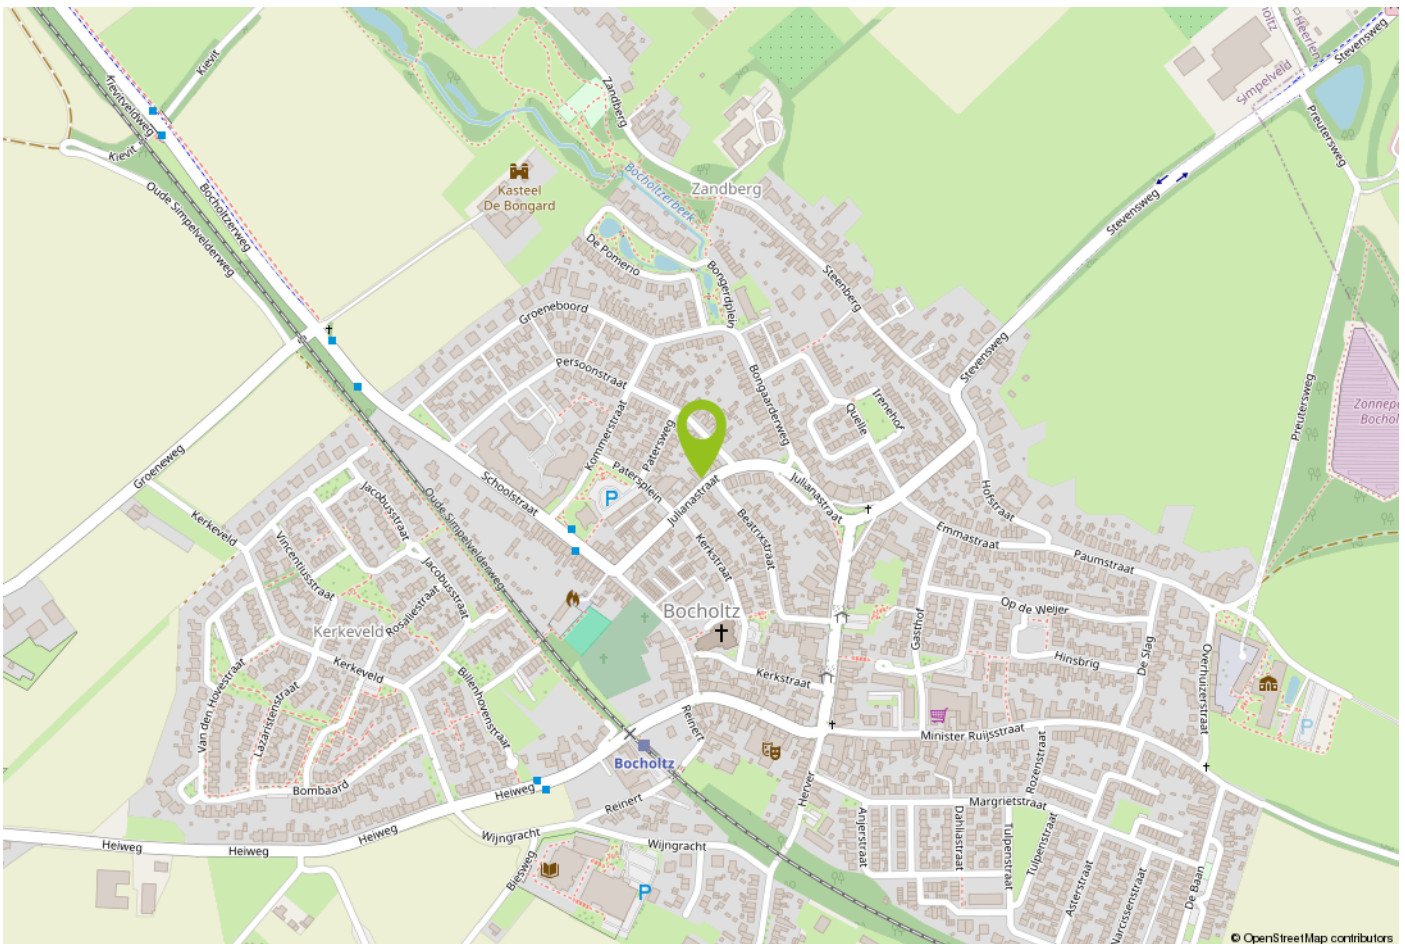 Kievit
Krevitveldweg
Kievit
Oude Simpelvelderweg
Bocholtzerweg
Kasteel
De Bongard
Zandberg
Bocholtzerbeek
Zandberg
De Pomerio
Bongerdplein
Steenberg
Stevensweg
Stevensweg
Stevensweg
Heerlen
Simpelveld
Preutersweg
Preutersweg
Groeneboord
Persoonstraat
Kommerstraat
Patersweg
Patersplein
P
Bongaarderweg
Quelle
Irenehof
Julianastraat
Julianastraat
Groeneweg
Schoolstraat
Oude Simpelvelderweg
Hofstraat
Emmastraat
Paumstraat
Beatrixstraat
Kerkstraat
Kerkeveld
Jacobusstraat
Vincentiusstraat
Jacobusstraat
Rosaliestraat
Kerkeveld
Kerkeveld
Bocholtz
Kerkstraat
Gasthof
Op de Weijer
Hinsbrig
De Slag
Overhuizerstraat
P
Van den Hovestraat
Lazaristenstraat
Billenhovenstraat
Bombaard
Reinert
Bocholtz
Minister Ruijsstraat
Rozenstraat
Herver
Heiweg
Reinert
Heiweg
Heiweg
Heiweg
Wijngracht
Wijngracht
Biesweg
P
Margrietstraat
Anjerstraat
Dahliastraat
Tulpenstraat
Tulpenstraat
Asterstraat
Narcissenstraat
De Baan
© OpenStreetMap contributors